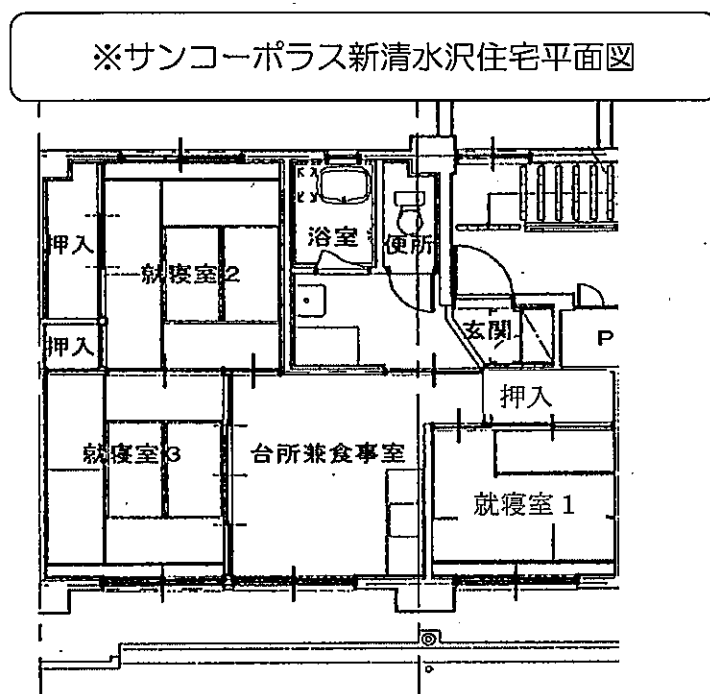 ※サンコーポラス新清水沢住宅平面図
浴室
便所
押入
就寝室2
押入
玄関
P
押入
就寝室3
台所兼食事室
就寝室1